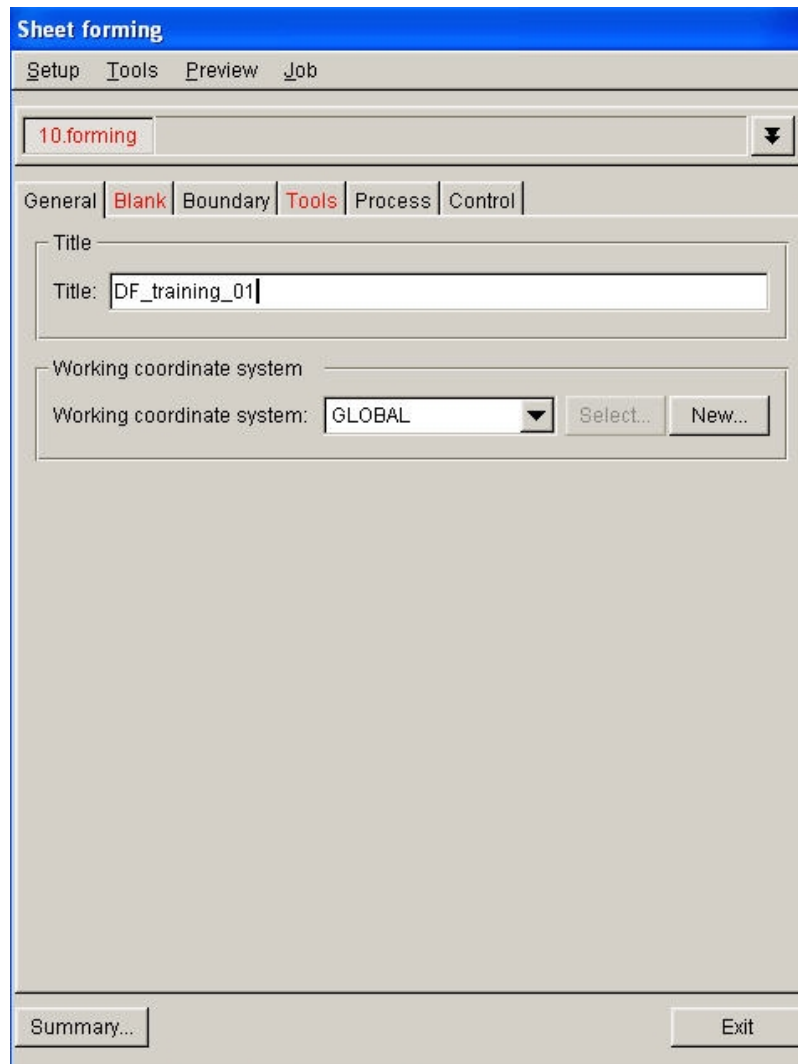 Sheet forming
Setup Tools Preview Job
10.forming
General Blank Boundary Tools Process Control
Title
Title: DF_training_01
Working coordinate system
Working coordinate system: GLOBAL Select... New...
Summary... Exit